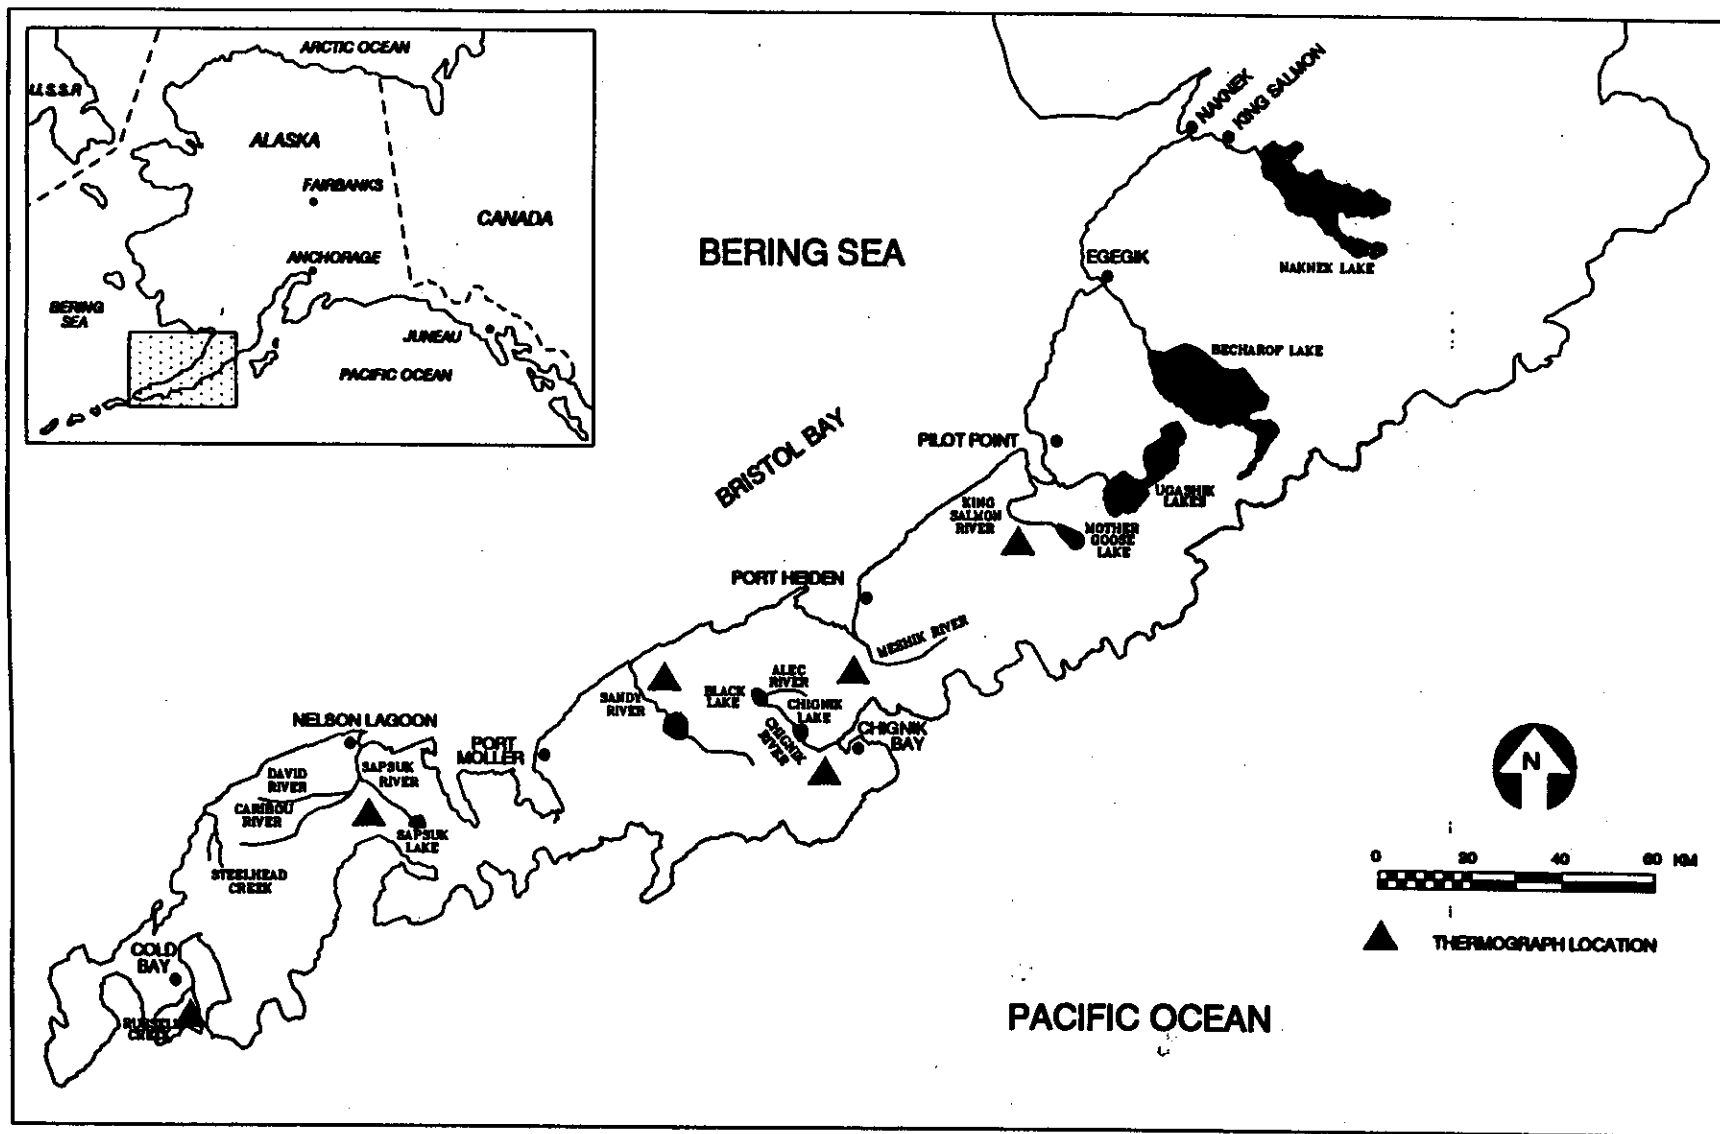 ARCTIC OCEAN
U.S.S.R
ALASKA
FAIRBANKS
CANADA
ANCHORAGE
BERING
SEA
JUNEAU
PACIFIC OCEAN
NAKNEK
KING SALMON
BERING SEA
EGEGIK
NAKNEK LAKE
BECHAROF LAKE
BRISTOL BAY
PILOT POINT
UGASHIK
LAKES
KING
SALMON
RIVER
MOTHER
GOOSE
LAKE
PORT HEIDEN
MESHIK RIVER
ALEC
RIVER
BLACK
LAKE
SANDY
RIVER
CHIGNIK
LAKE
CHIGNIK
RIVER
CHIGNIK
BAY
NELSON LAGOON
PORT
MOLLER
SAPSUK
RIVER
DAVID
RIVER
CARIBOU
RIVER
SAPSUK
LAKE
STEELHEAD
CREEK
COLD
BAY
RUSSELL
CREEK
N
0 20 40 60 KM
THERMOGRAPH LOCATION
PACIFIC OCEAN